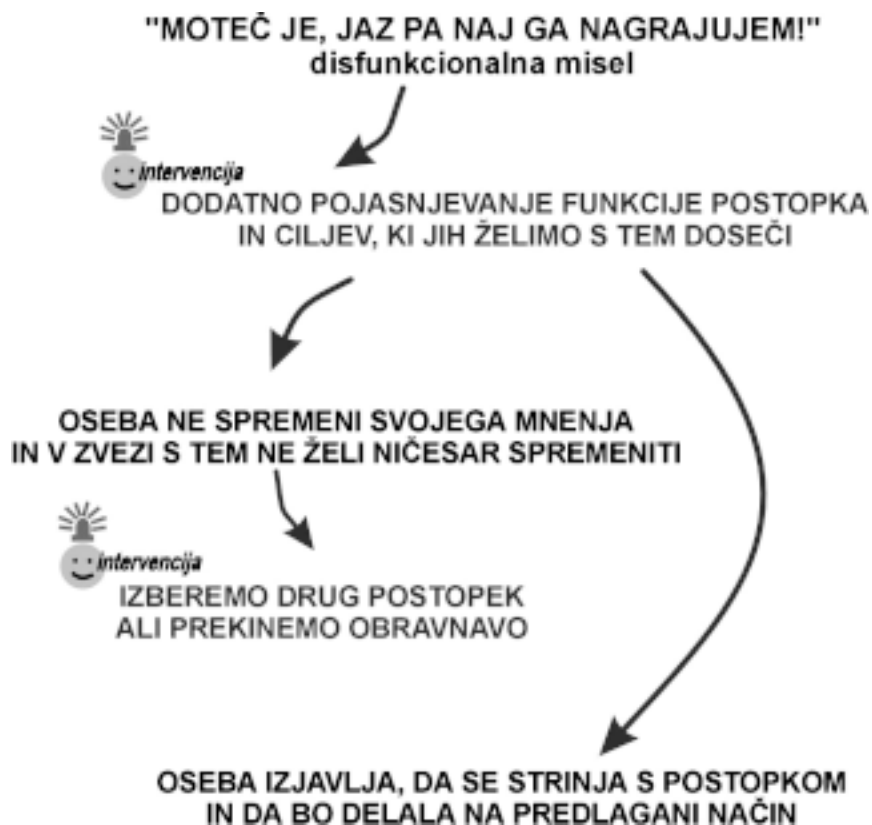 "MOTEČ JE, JAZ PA NAJ GA NAGRAJUJEM!"
disfunkcionalna misel
intervencija
DODATNO POJASNJEVANJE FUNKCIJE POSTOPKA
IN CILJEV, KI JIH ŽELIMO S TEM DOSEČI
OSEBA NE SPREMENI SVOJEGA MNENJA
IN V ZVEZI S TEM NE ŽELI NIČESAR SPREMENITI
intervencija
IZBEREMO DRUG POSTOPEK
ALI PREKINEMO OBRAVNAVO
OSEBA IZJAVLJA, DA SE STRINJA S POSTOPKOM
IN DA BO DELALA NA PREDLAGANI NAČIN